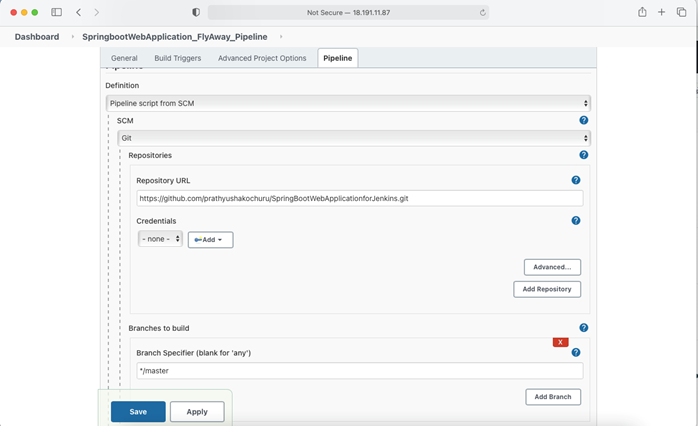 Not Secure — 18.191.11.87
Dashboard SpringbootWebApplication_FlyAway_Pipeline
General Build Triggers Advanced Project Options Pipeline
Definition
Pipeline script from SCM
SCM
?
Git
Repositories
?
Repository URL
?
https://github.com/prathyushakochuru/SpringBootWebApplicationforJenkins.git
Credentials
?
- none -
Add
Advanced...
Add Repository
Branches to build
?
X
Branch Specifier (blank for 'any')
?
*/master
Add Branch
Save
Apply